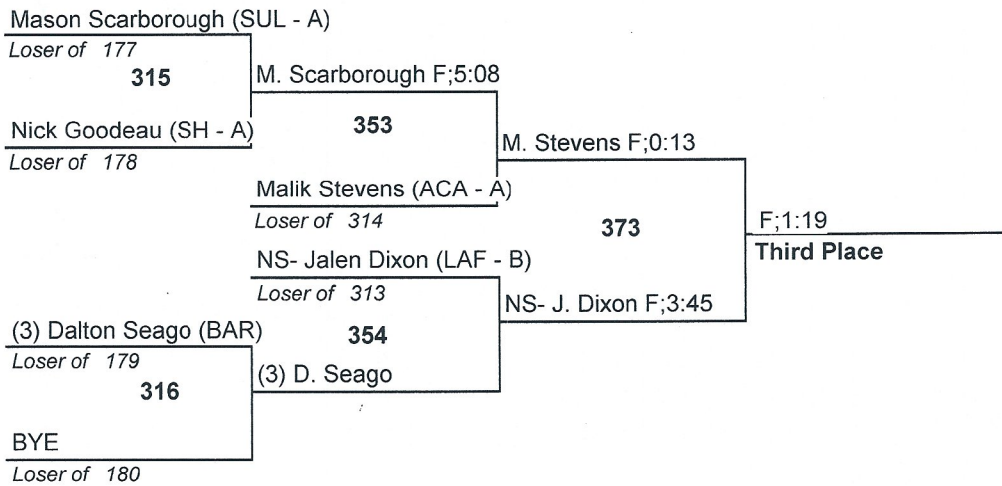 Mason Scarborough (SUL - A)
Loser of 177
315
M. Scarborough F;5:08
Nick Goodeau (SH - A)
Loser of 178
353
M. Stevens F;0:13
Malik Stevens (ACA - A)
Loser of 314
373
F;1:19
Third Place
NS- Jalen Dixon (LAF - B)
Loser of 313
NS- J. Dixon F;3:45
(3) Dalton Seago (BAR)
Loser of 179
354
316
(3) D. Seago
BYE
Loser of 180